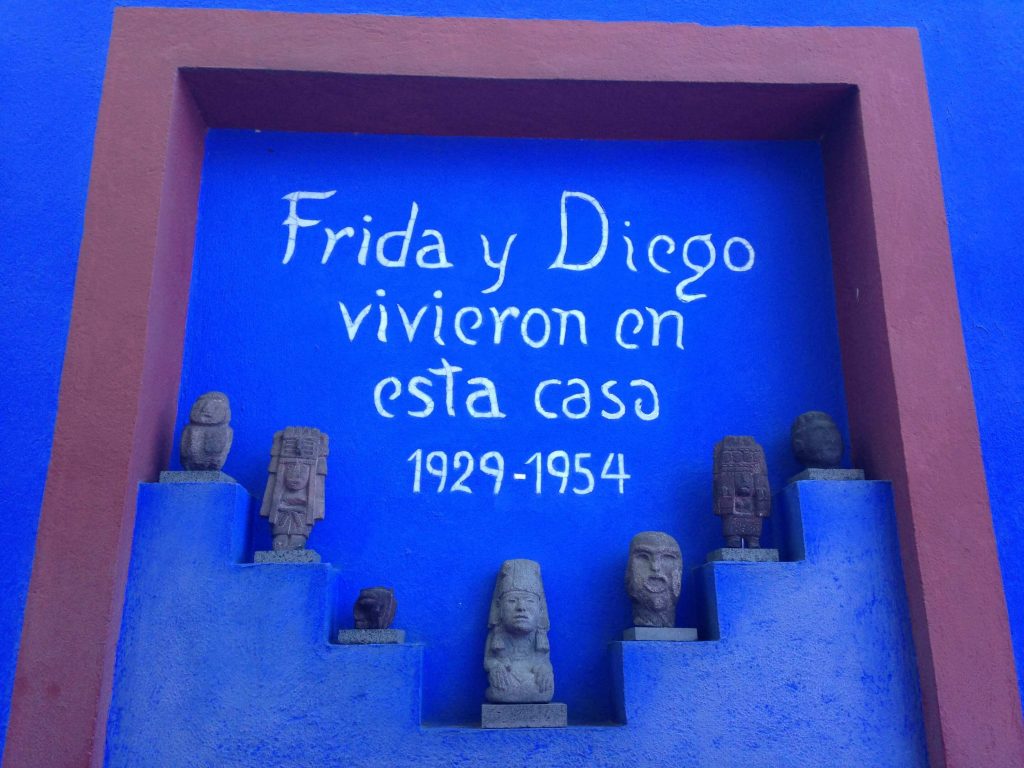 Frida y Diego
vivieron en
esta casa
1929-1954